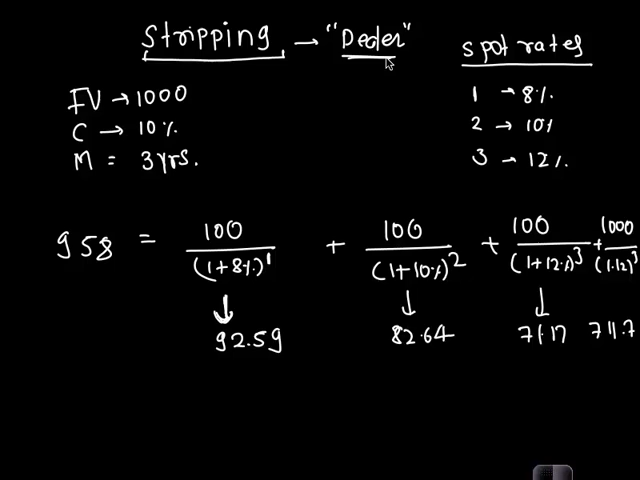 Stripping → "Dealer"
spot rates
FV → 1000
C → 10%
M = 3 yrs.
1 → 8%
2 → 10%
3 → 12%
958 = 100/(1+8%)^1 + 100/(1+10%)^2 + 100/(1+12%)^3 + 1000/(1.12)^3
↓ ↓ ↓
92.59 82.64 71.17 711.7